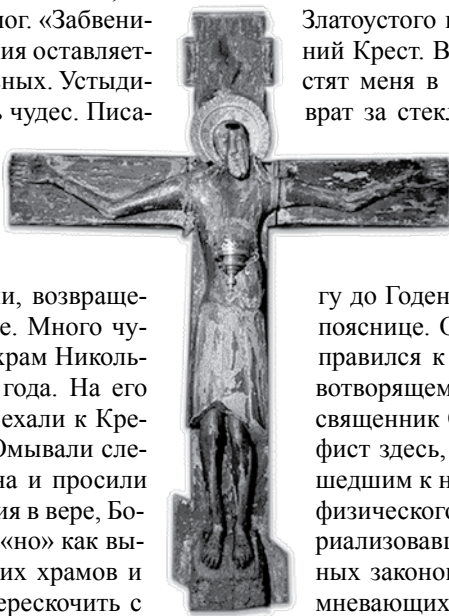 лог. «Забвени-
ия оставляет-
ных. Устыди-
ь чудес. Писа-
и, возвраще-
е. Много чу-
храм Николь-
года. На его
ехали к Кре-
Омывали сле-
на и просили
ия в вере, Бо-
«но» как вы-
их храмов и
ерескочить с
Златоустого
ний Крест. В
стят меня в
врат за стекл
гу до Годен
пояснице.
правился к
вотворящем
священник
фист здесь,
шедшим к н
физического
риализовавш
ных законо
мневающих